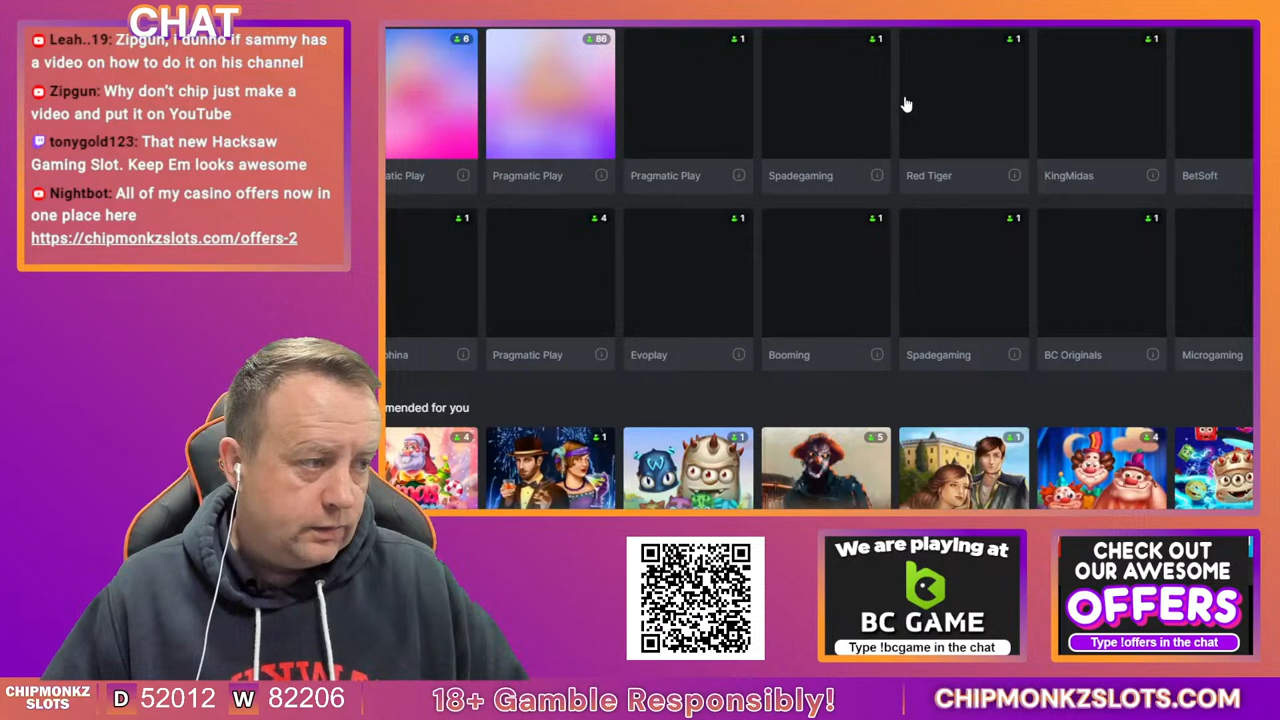 CHAT
Leah..19: Zipgun, i dunno if sammy has
a video on how to do it on his channel
Zipgun: Why don't chip just make a
video and put it on YouTube
tonygold123: That new Hacksaw
Gaming Slot. Keep Em looks awesome
Nightbot: All of my casino offers now in
one place here
https://chipmonkzslots.com/offers-2
6 86 1 1 1 1
atic Play Pragmatic Play Pragmatic Play Spadegaming Red Tiger KingMidas BetSoft
1 4 1 1 1 1
Pragmatic Play Evoplay Booming Spadegaming BC Originals Microgaming
mended for you
4 1 1 5 1 4
W
We are playing at
BC GAME
Type !bcgame in the chat
CHECK OUT
OUR AWESOME
OFFERS
Type !offers in the chat
CHIPMONKZ
SLOTS
D 52012 W 82206
18+ Gamble Responsibly!
CHIPMONKZSLOTS.COM